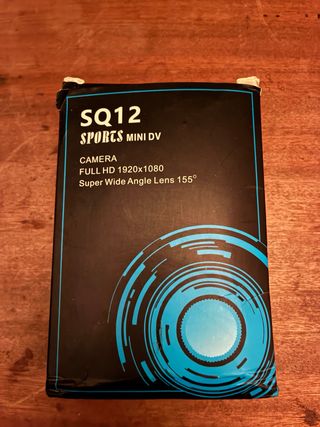 SQ12
SPORTS MINI DV
CAMERA
FULL HD 1920x1080
Super Wide Angle Lens 155°